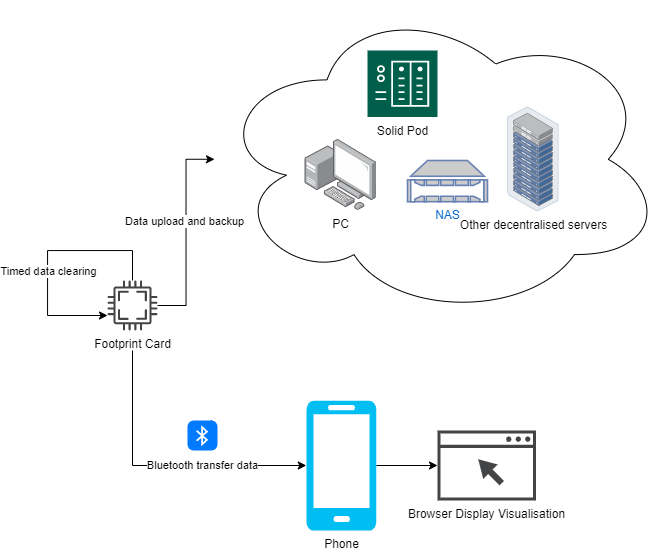 Solid Pod
PC
NAS
Other decentralised servers
Data upload and backup
Timed data clearing
Footprint Card
Bluetooth transfer data
Phone
Browser Display Visualisation